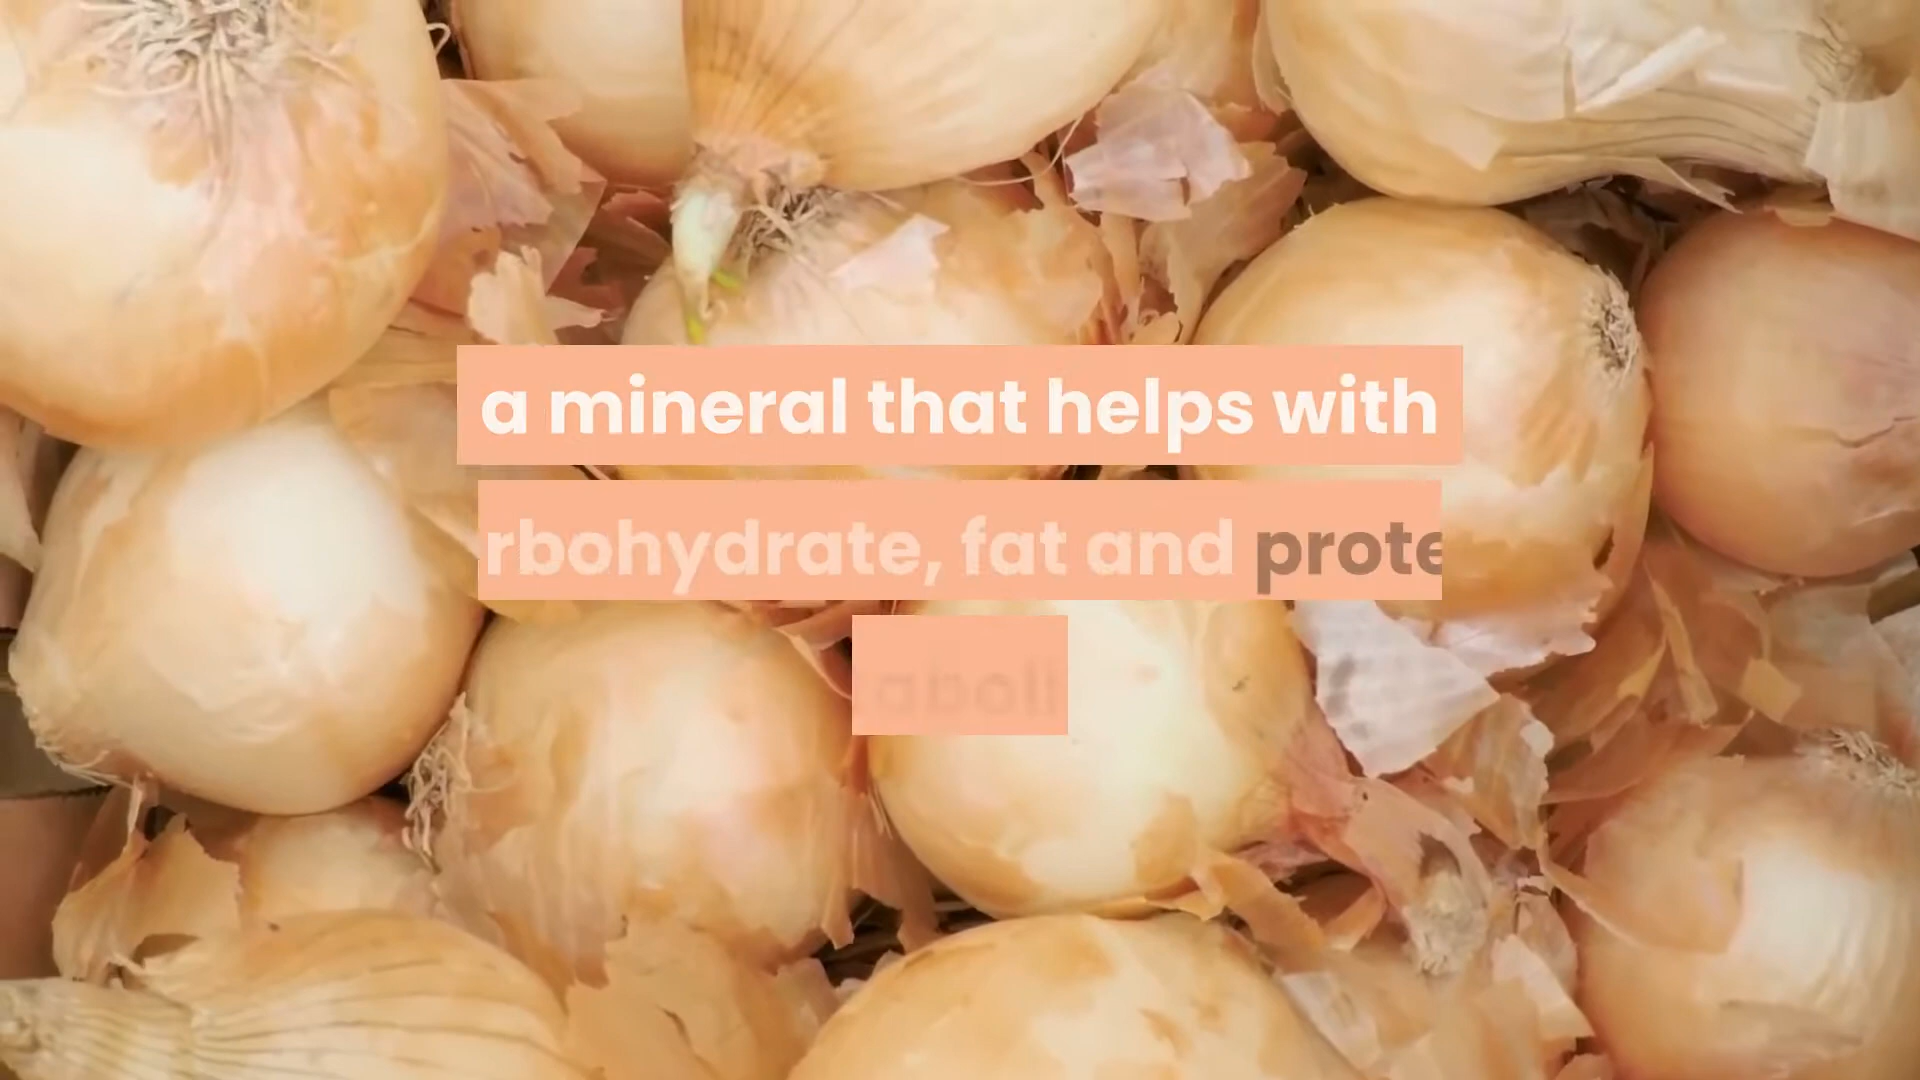 a mineral that helps with
rbohydrate, fat and prote